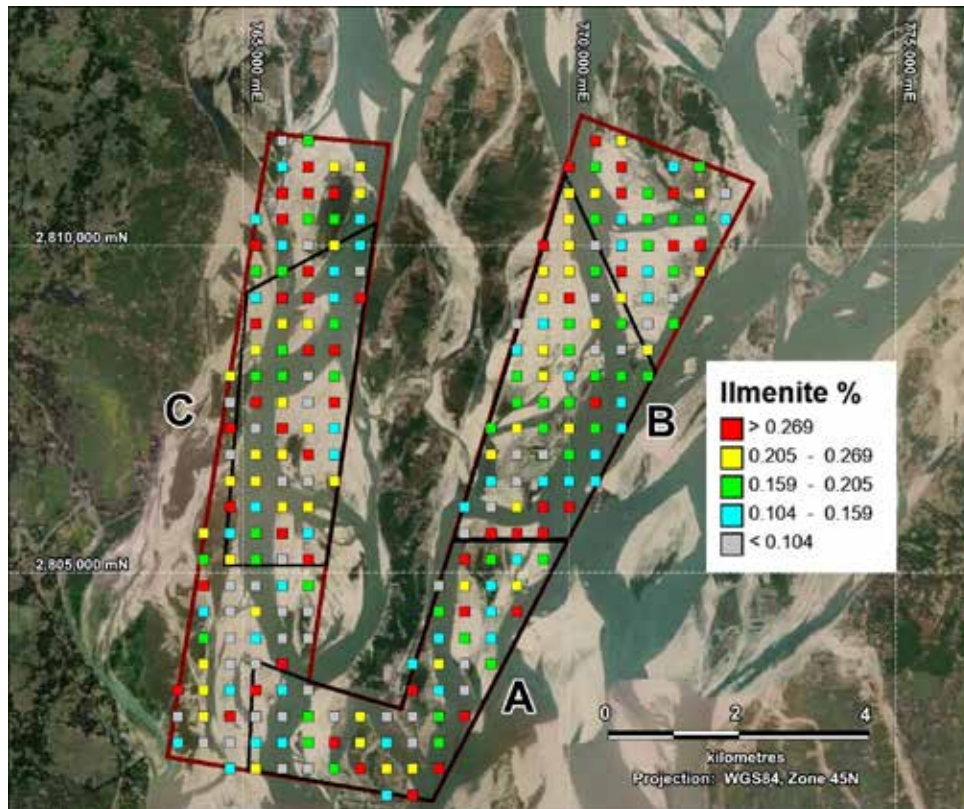 765,000 mE
770,000 mE
775,000 mE
2,810,000 mN
C
B
Ilmenite %
> 0.269
0.205 - 0.269
0.159 - 0.205
0.104 - 0.159
< 0.104
2,805,000 mN
A
0 2 4
kilometres
Projection: WGS84, Zone 45N